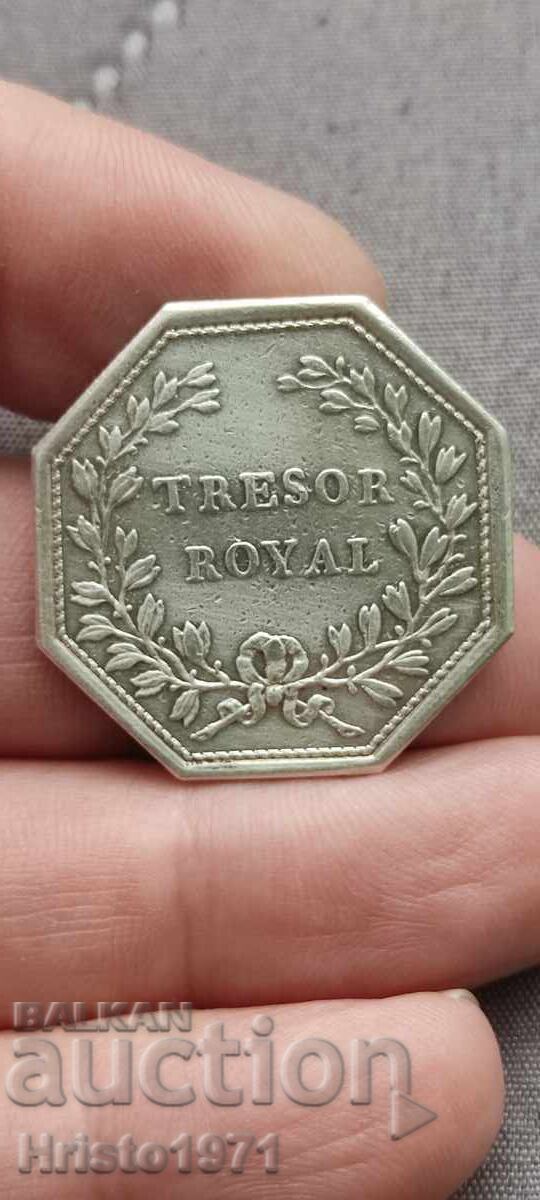 TRESOR
ROYAL
BALKAN
auction
Hristo1971